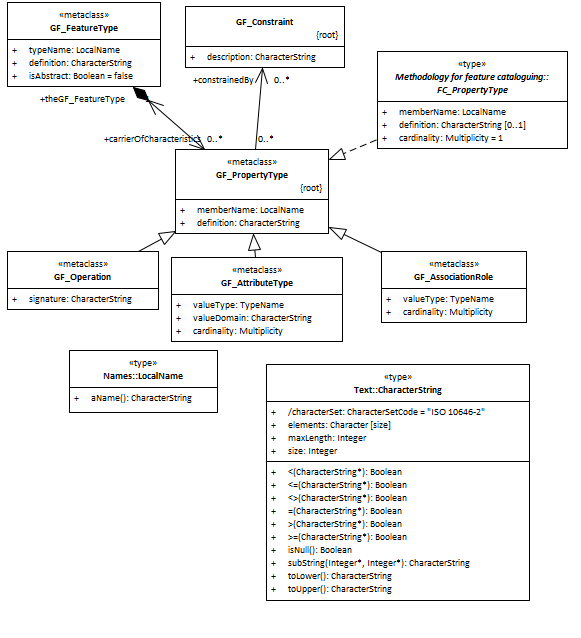 «metaclass»
GF_FeatureType
+ typeName: LocalName
+ definition: CharacterString
+ isAbstract: Boolean = false
GF_Constraint
{root}
+ description: CharacterString
«type»
Methodology for feature cataloguing::
FC_PropertyType
+ memberName: LocalName
+ definition: CharacterString [0..1]
+ cardinality: Multiplicity = 1
+theGF_FeatureType
+constrainedBy 0..*
+carrierOfCharacteristics 0..*
0..*
«metaclass»
GF_PropertyType
{root}
+ memberName: LocalName
+ definition: CharacterString
«metaclass»
GF_Operation
+ signature: CharacterString
«metaclass»
GF_AttributeType
+ valueType: TypeName
+ valueDomain: CharacterString
+ cardinality: Multiplicity
«metaclass»
GF_AssociationRole
+ valueType: TypeName
+ cardinality: Multiplicity
«type»
Names::LocalName
+ aName(): CharacterString
«type»
Text::CharacterString
+ /characterSet: CharacterSetCode = "ISO 10646-2"
+ elements: Character [size]
+ maxLength: Integer
+ size: Integer
+ <(CharacterString*): Boolean
+ <=(CharacterString*): Boolean
+ <>(CharacterString*): Boolean
+ =(CharacterString*): Boolean
+ >(CharacterString*): Boolean
+ >=(CharacterString*): Boolean
+ isNull(): Boolean
+ subString(Integer*, Integer*): CharacterString
+ toLower(): CharacterString
+ toUpper(): CharacterString